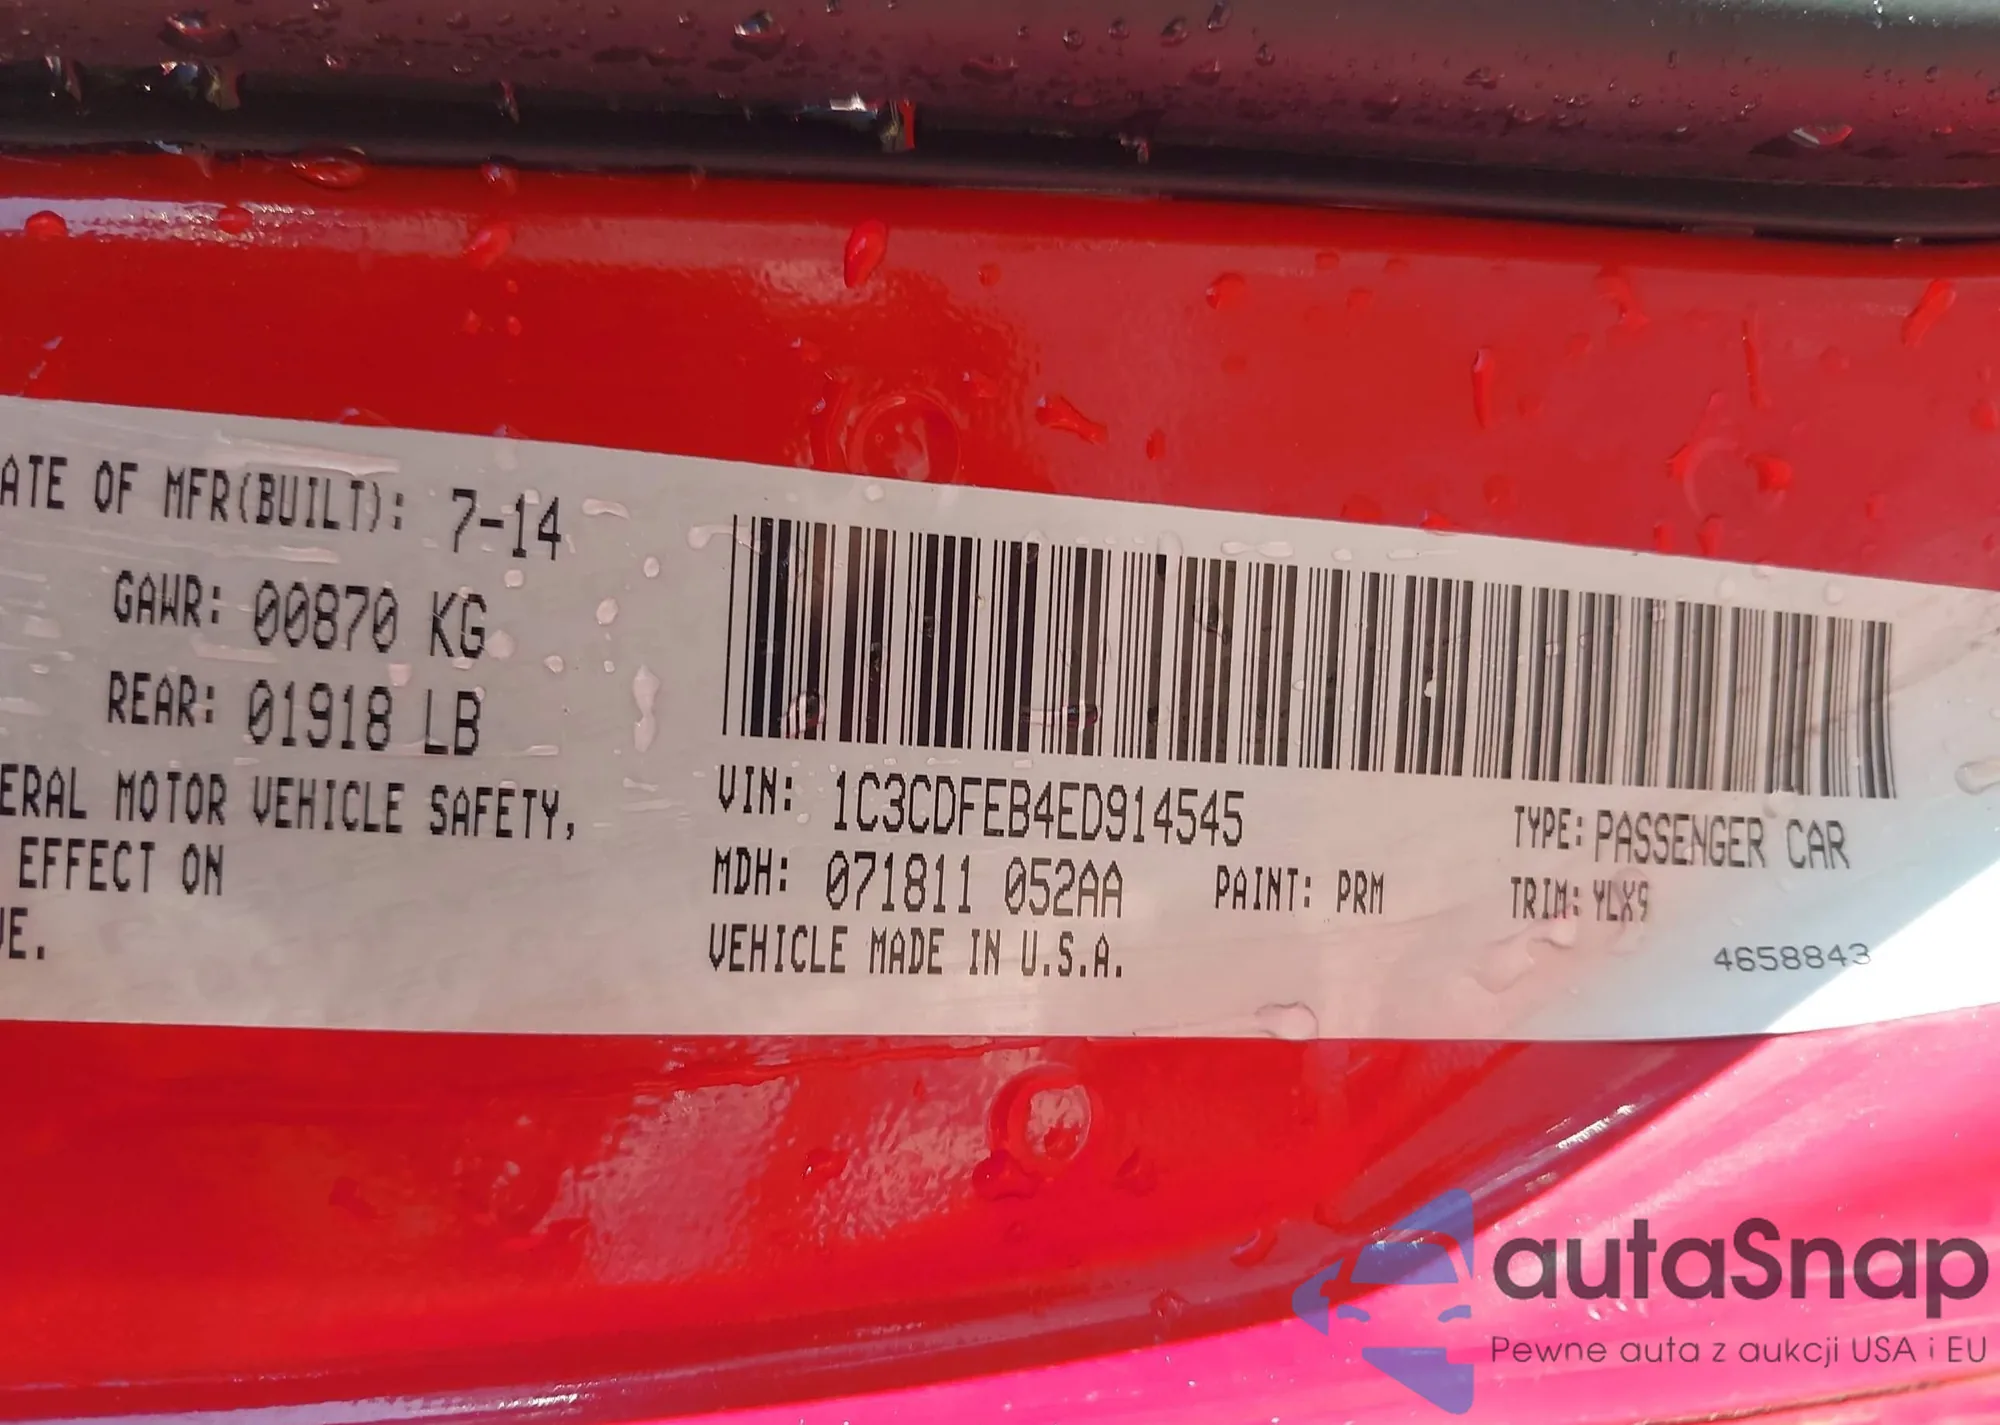 ATE OF MFR(BUILT): 7-14
GAWR: 00870 KG
REAR: 01918 LB
ERAL MOTOR VEHICLE SAFETY,
EFFECT ON
VE.
VIN: 1C3CDFEB4ED914545
TYPE: PASSENGER CAR
MDH: 071811 052AA PAINT: PRM
TRIM: YLX9
VEHICLE MADE IN U.S.A.
4658843
autaSnap
Pewne auta z aukcji USA i EU